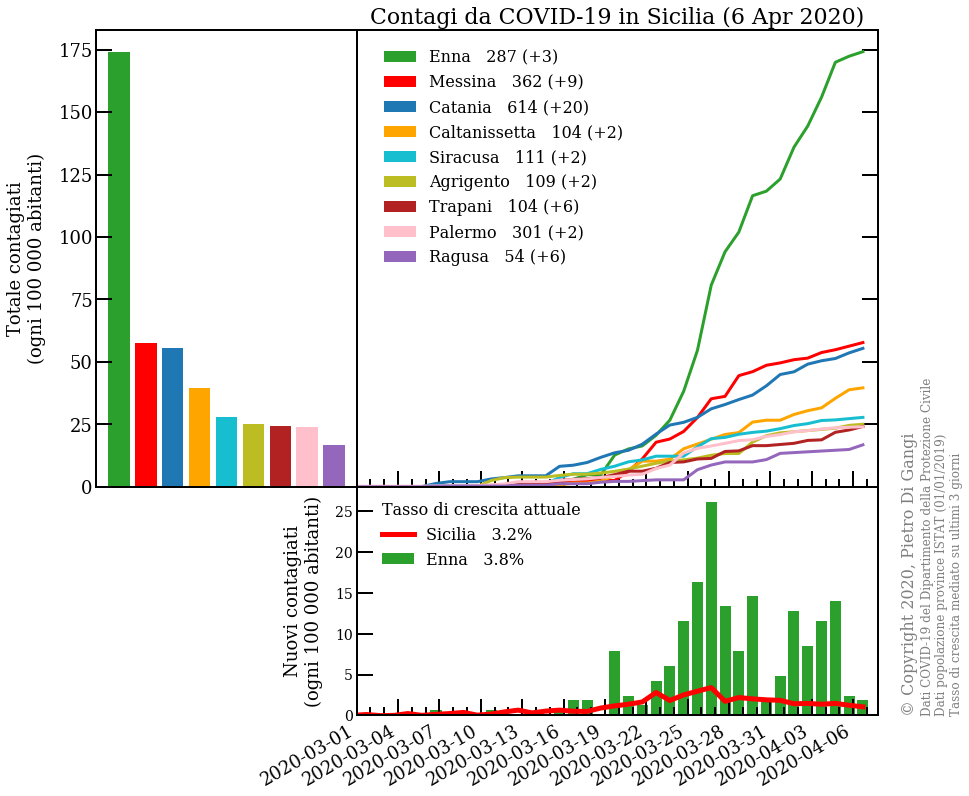 Contagi da COVID-19 in Sicilia (6 Apr 2020)
Totale contagiati
(ogni 100 000 abitanti)
175
150
125
100
75
50
25
0
Enna 287 (+3)
Messina 362 (+9)
Catania 614 (+20)
Caltanissetta 104 (+2)
Siracusa 111 (+2)
Agrigento 109 (+2)
Trapani 104 (+6)
Palermo 301 (+2)
Ragusa 54 (+6)
Nuovi contagiati
(ogni 100 000 abitanti)
25
20
15
10
5
0
Tasso di crescita attuale
Sicilia 3.2%
Enna 3.8%
2020-03-01
2020-03-04
2020-03-07
2020-03-10
2020-03-13
2020-03-16
2020-03-19
2020-03-22
2020-03-25
2020-03-28
2020-03-31
2020-04-03
2020-04-06
© Copyright 2020, Pietro Di Gangi
Dati COVID-19 del Dipartimento della Protezione Civile
Dati popolazione province ISTAT (01/01/2019)
Tasso di crescita mediato su ultimi 3 giorni